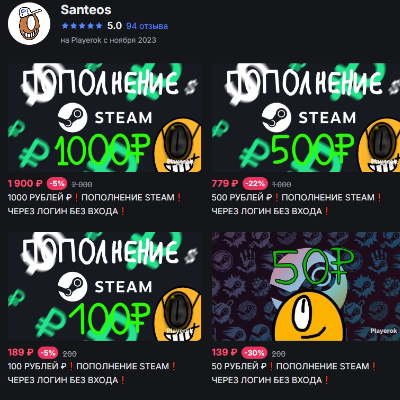 Santeos
5.0 94 отзыва
на Playerok с ноября 2023
ПОПОЛНЕНИЕ
STEAM
1000₽
Playerok
1 900 ₽ -5% 2 000
1000 РУБЛЕЙ ₽❗ПОПОЛНЕНИЕ STEAM❗
ЧЕРЕЗ ЛОГИН БЕЗ ВХОДА❗
ПОПОЛНЕНИЕ
STEAM
500₽
Playerok
779 ₽ -22% 1 000
500 РУБЛЕЙ ₽❗ПОПОЛНЕНИЕ STEAM❗
ЧЕРЕЗ ЛОГИН БЕЗ ВХОДА❗
ПОПОЛНЕНИЕ
STEAM
100₽
Playerok
189 ₽ -5% 200
100 РУБЛЕЙ ₽❗ПОПОЛНЕНИЕ STEAM❗
ЧЕРЕЗ ЛОГИН БЕЗ ВХОДА❗
50₽
Playerok
139 ₽ -30% 200
50 РУБЛЕЙ ₽❗ПОПОЛНЕНИЕ STEAM❗
ЧЕРЕЗ ЛОГИН БЕЗ ВХОДА❗